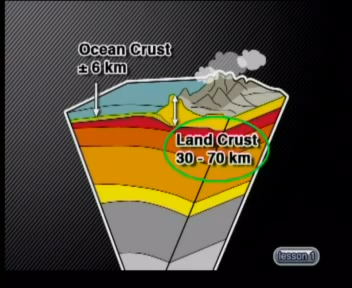 Ocean Crust
± 6 km
Land Crust
30 - 70 km
lesson 1